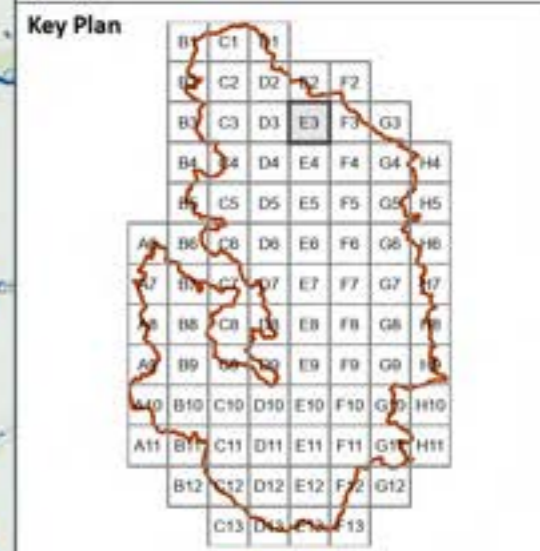 Key Plan
B1 C1 D1
B2 C2 D2 E2 F2
B3 C3 D3 E3 F3 G3
B4 C4 D4 E4 F4 G4 H4
B5 C5 D5 E5 F5 G5 H5
A6 B6 C6 D6 E6 F6 G6 H6
A7 B7 C7 D7 E7 F7 G7 H7
A8 B8 C8 D8 E8 F8 G8 H8
A9 B9 C9 D9 E9 F9 G9 H9
A10 B10 C10 D10 E10 F10 G10 H10
A11 B11 C11 D11 E11 F11 G11 H11
B12 C12 D12 E12 F12 G12
C13 D13 E13 F13